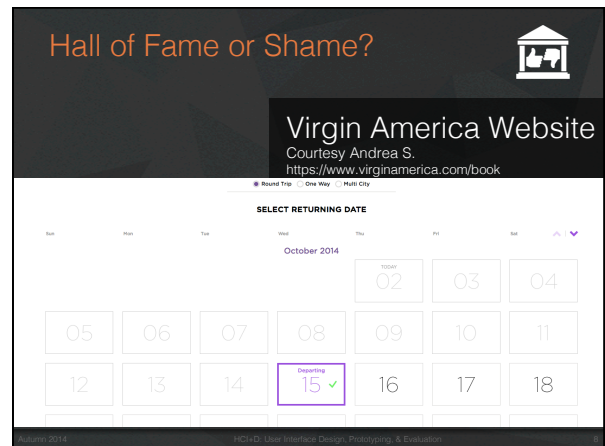 Hall of Fame or Shame?
Virgin America Website
Courtesy Andrea S.
https://www.virginamerica.com/book
Round Trip One Way Multi City
SELECT RETURNING DATE
Sun Mon Tue Wed Thu Fri Sat
October 2014
TODAY
02 03 04
05 06 07 08 09 10 11
Departing
12 13 14 15 16 17 18
Autumn 2014 HCI+D: User Interface Design, Prototyping, & Evaluation 8